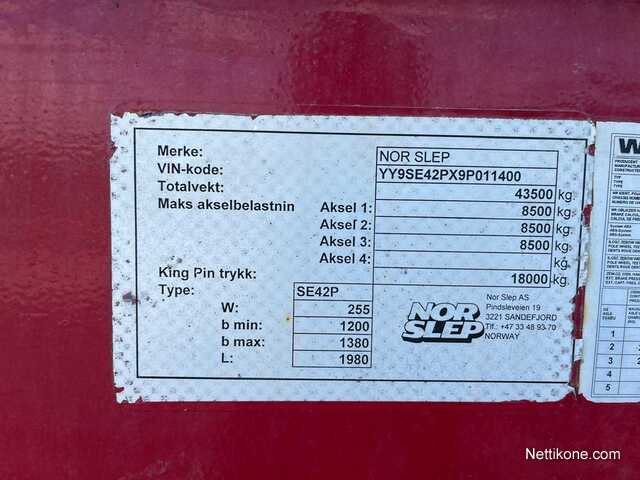 Merke: NOR SLEP
VIN-kode: YY9SE42PX9P011400
Totalvekt: 43500 kg.
Maks akselbelastnin Aksel 1: 8500 kg.
Aksel 2: 8500 kg.
Aksel 3: 8500 kg.
Aksel 4: kg.
King Pin trykk: 18000 kg.
Type: SE42P
W: 255
b min: 1200
b max: 1380
L: 1980
NOR
SLEP
Nor Slep AS
Pindsleveien 19
3221 SANDEFJORD
Tlf.: +47 33 48 93-70
NORWAY
W
1
2
3
4
5
Nettikone.com